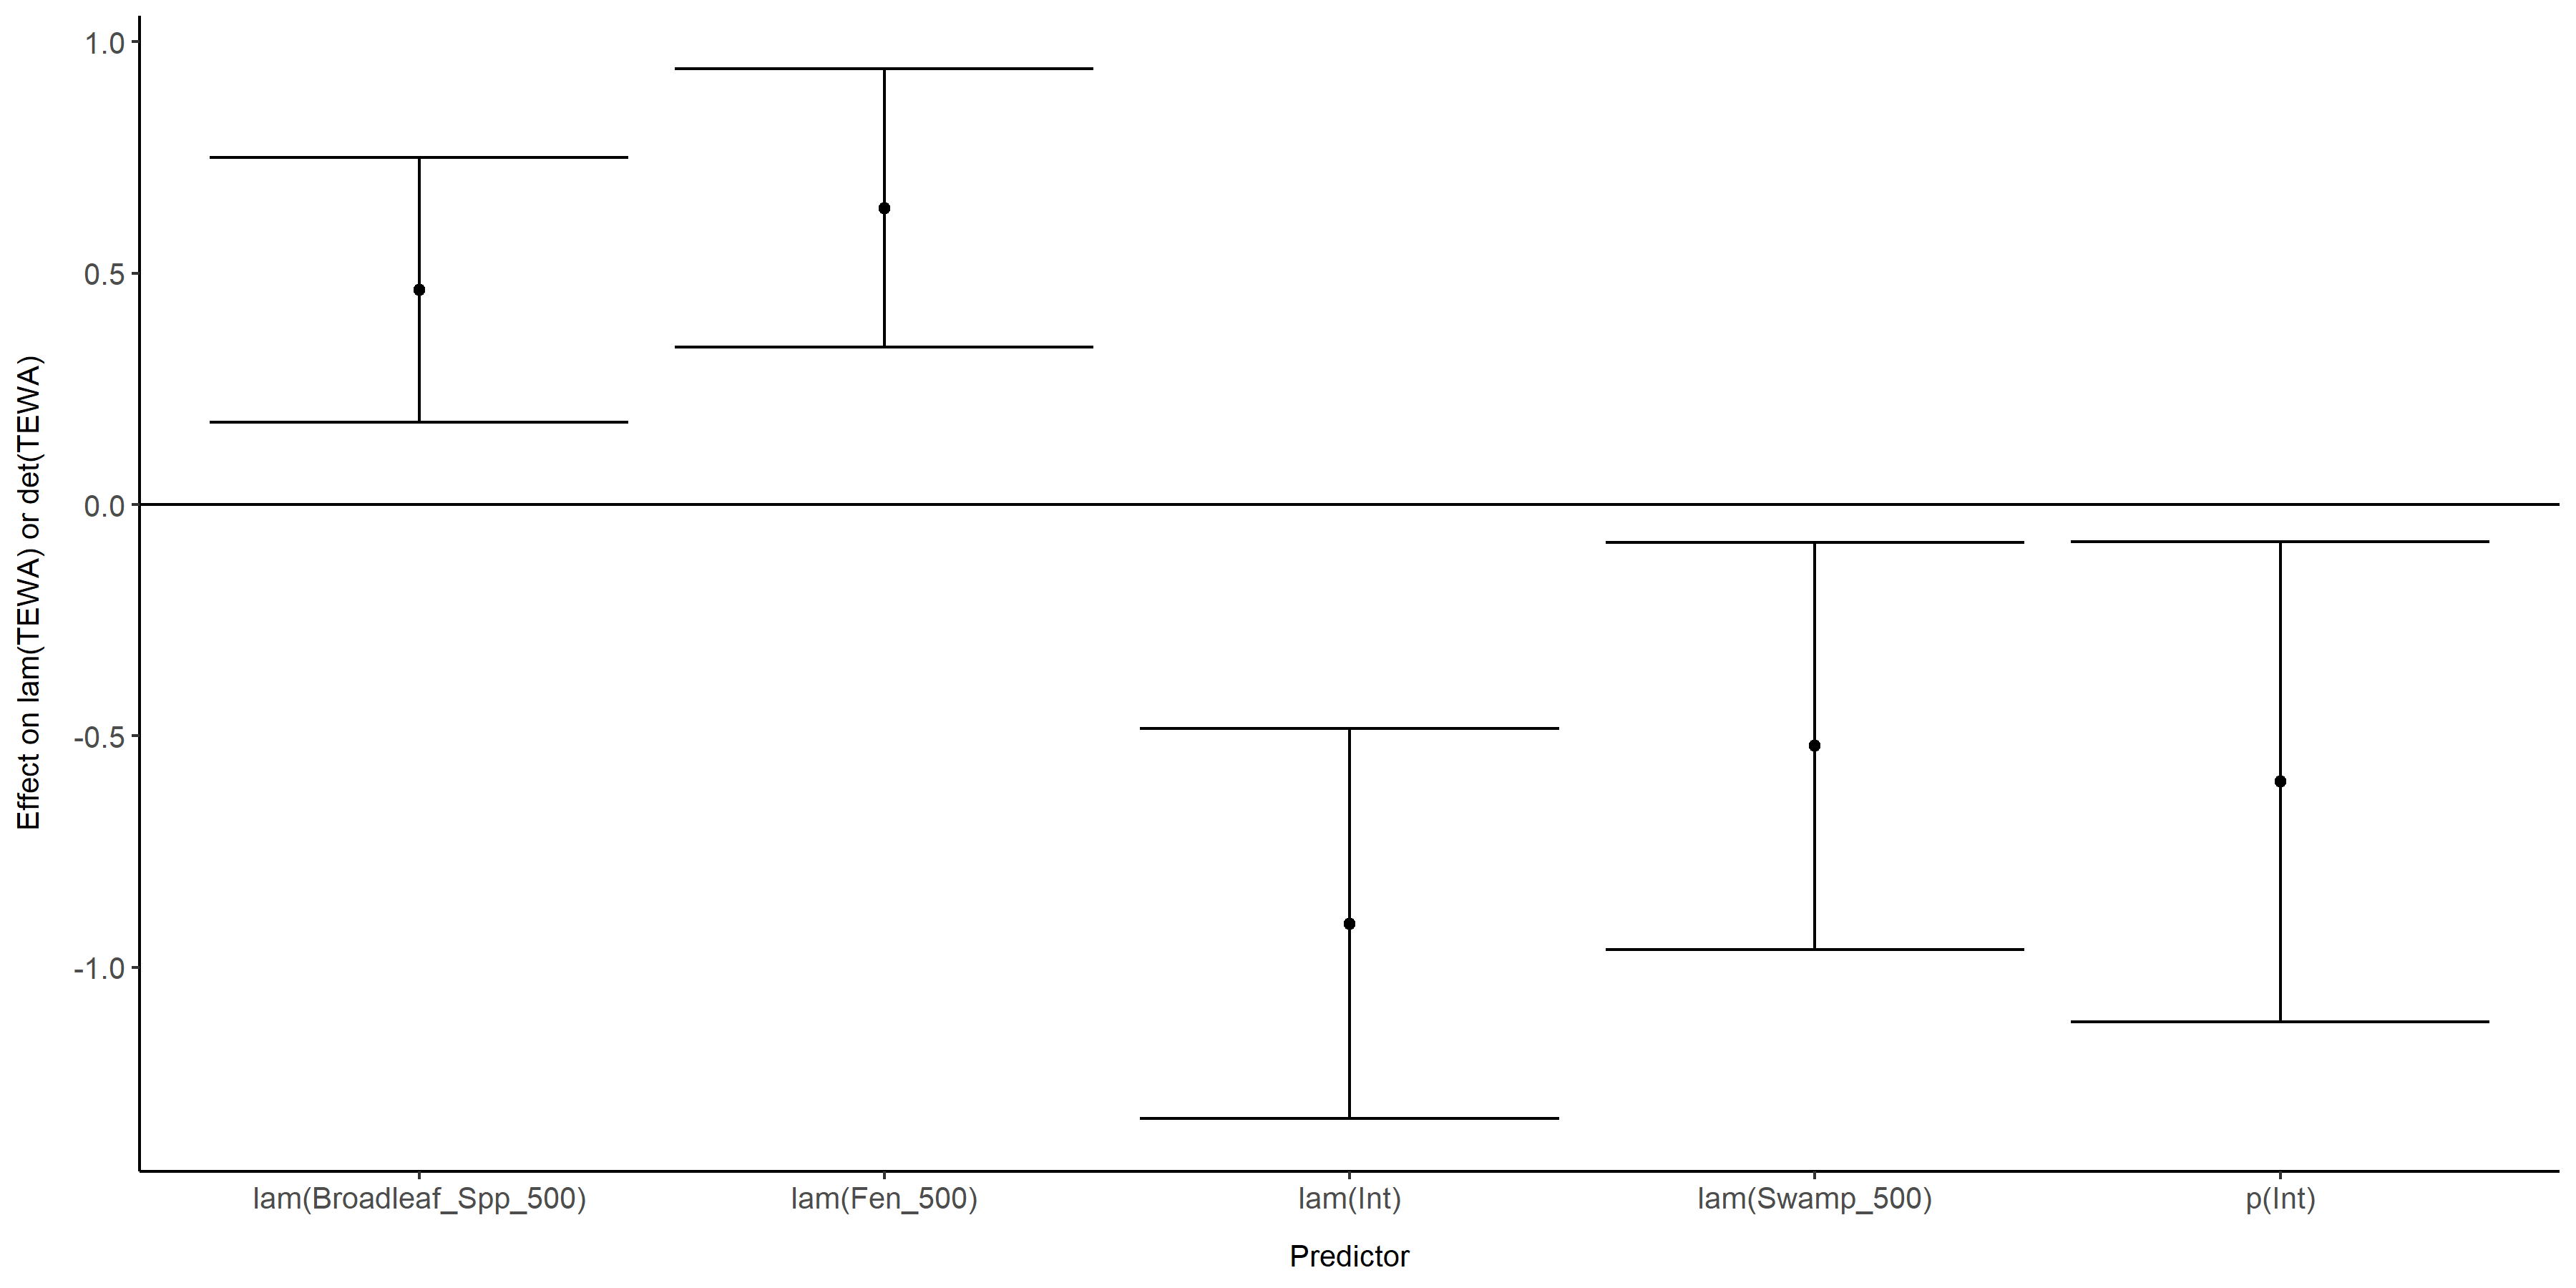 Effect on lam(TEWA) or det(TEWA)
1.0
0.5
0.0
-0.5
-1.0
lam(Broadleaf_Spp_500)
lam(Fen_500)
lam(Int)
lam(Swamp_500)
p(Int)
Predictor